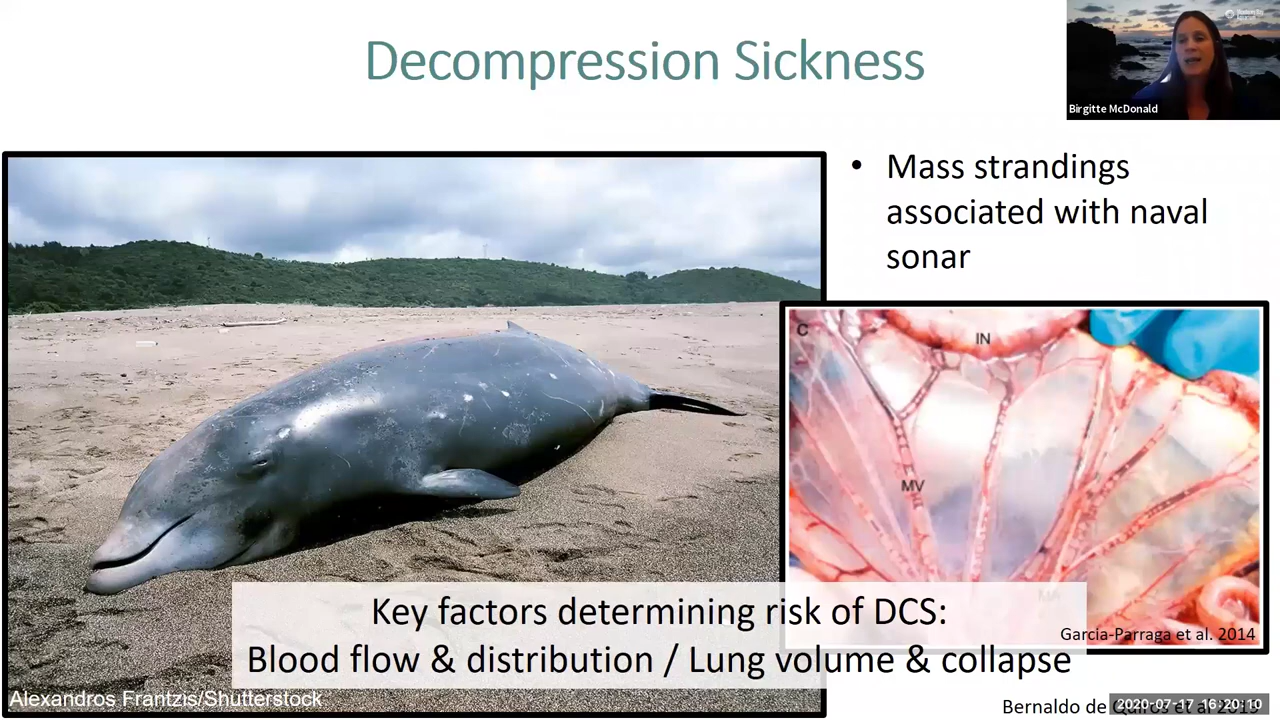 Decompression Sickness
Birgitte McDonald
• Mass strandings
associated with naval
sonar
C
IN
MV
Key factors determining risk of DCS:
Blood flow & distribution / Lung volume & collapse
Garcia-Parraga et al. 2014
Alexandros Frantzis/Shutterstock
Bernaldo de
2020-07-17 16:20:10